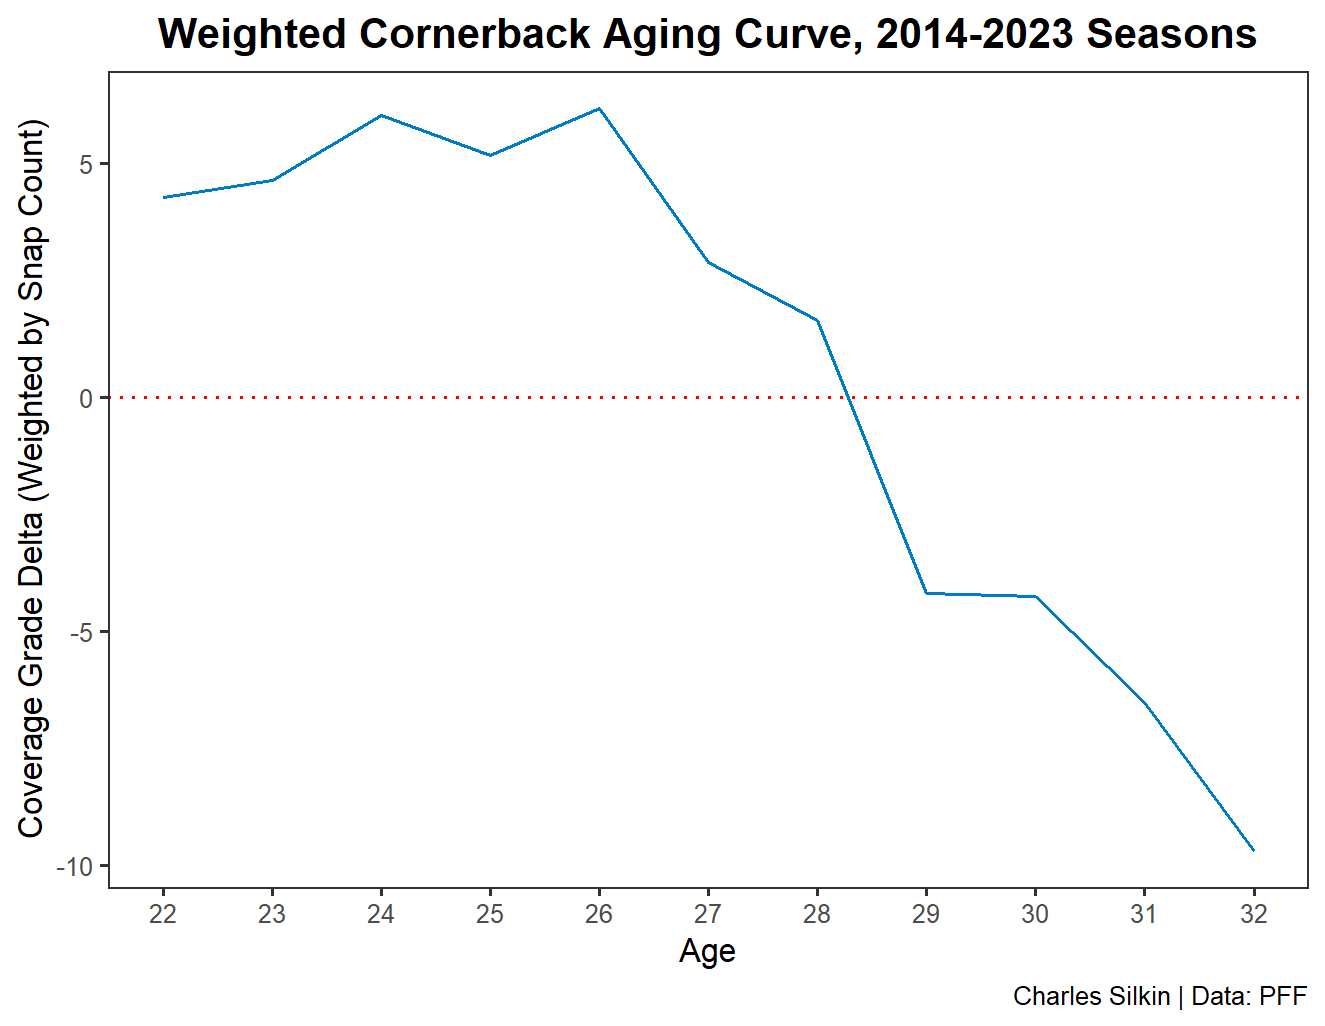 Weighted Cornerback Aging Curve, 2014-2023 Seasons
Coverage Grade Delta (Weighted by Snap Count)
5
0
-5
-10
22 23 24 25 26 27 28 29 30 31 32
Age
Charles Silkin | Data: PFF